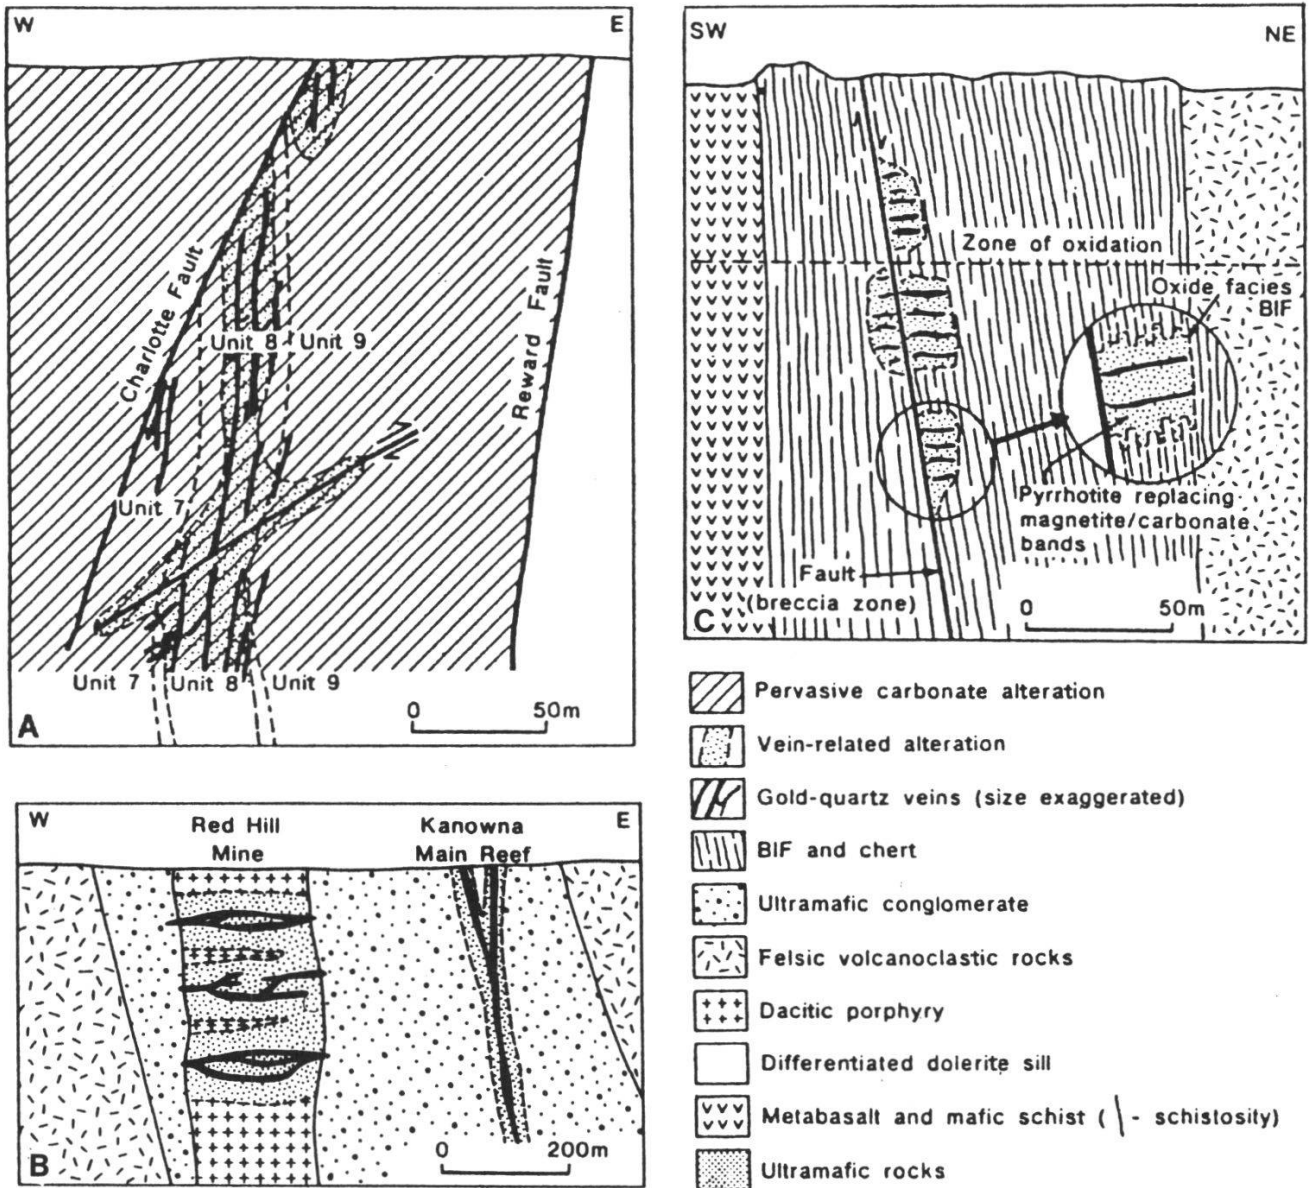 W
E
Charlotte Fault
Reward Fault
Unit 8
Unit 9
Unit 7
Unit 7
Unit 8
Unit 9
0
50m
A
SW
NE
Zone of oxidation
Oxide facies
BIF
Pyrrhotite replacing
magnetite/carbonate
bands
Fault
(breccia zone)
0
50m
C
W
Red Hill
Mine
Kanowna
Main Reef
E
B
0
200m
Pervasive carbonate alteration
Vein-related alteration
Gold-quartz veins (size exaggerated)
BIF and chert
Ultramafic conglomerate
Felsic volcanoclastic rocks
Dacitic porphyry
Differentiated dolerite sill
Metabasalt and mafic schist ( \ - schistosity)
Ultramafic rocks